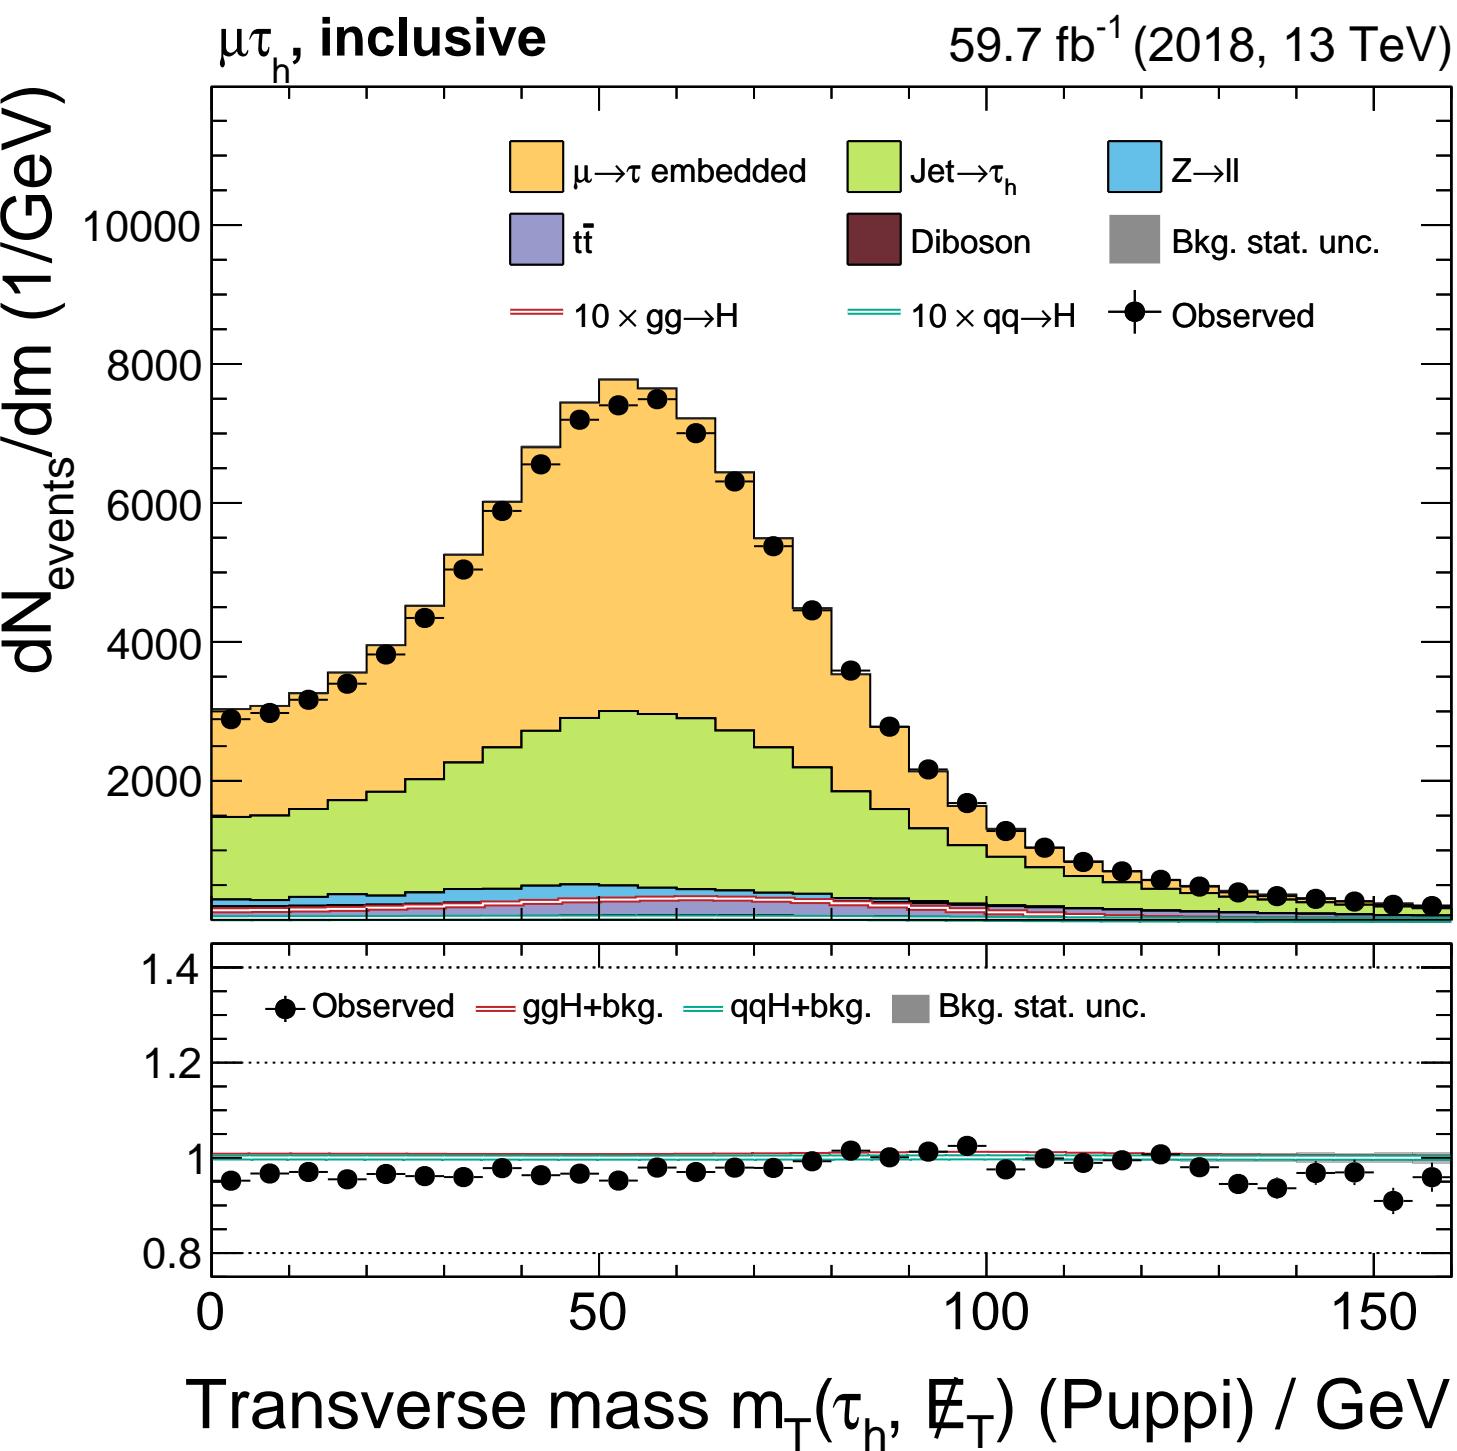 μτh, inclusive 59.7 fb-1 (2018, 13 TeV)
dNevents/dm (1/GeV)
μ→τ embedded Jet→τh Z→ll
tt̄ Diboson Bkg. stat. unc.
10 × gg→H 10 × qq→H Observed
10000
8000
6000
4000
2000
1.4
Observed ggH+bkg. qqH+bkg. Bkg. stat. unc.
1.2
1
0.8
0 50 100 150
Transverse mass mT(τh, E̸T) (Puppi) / GeV